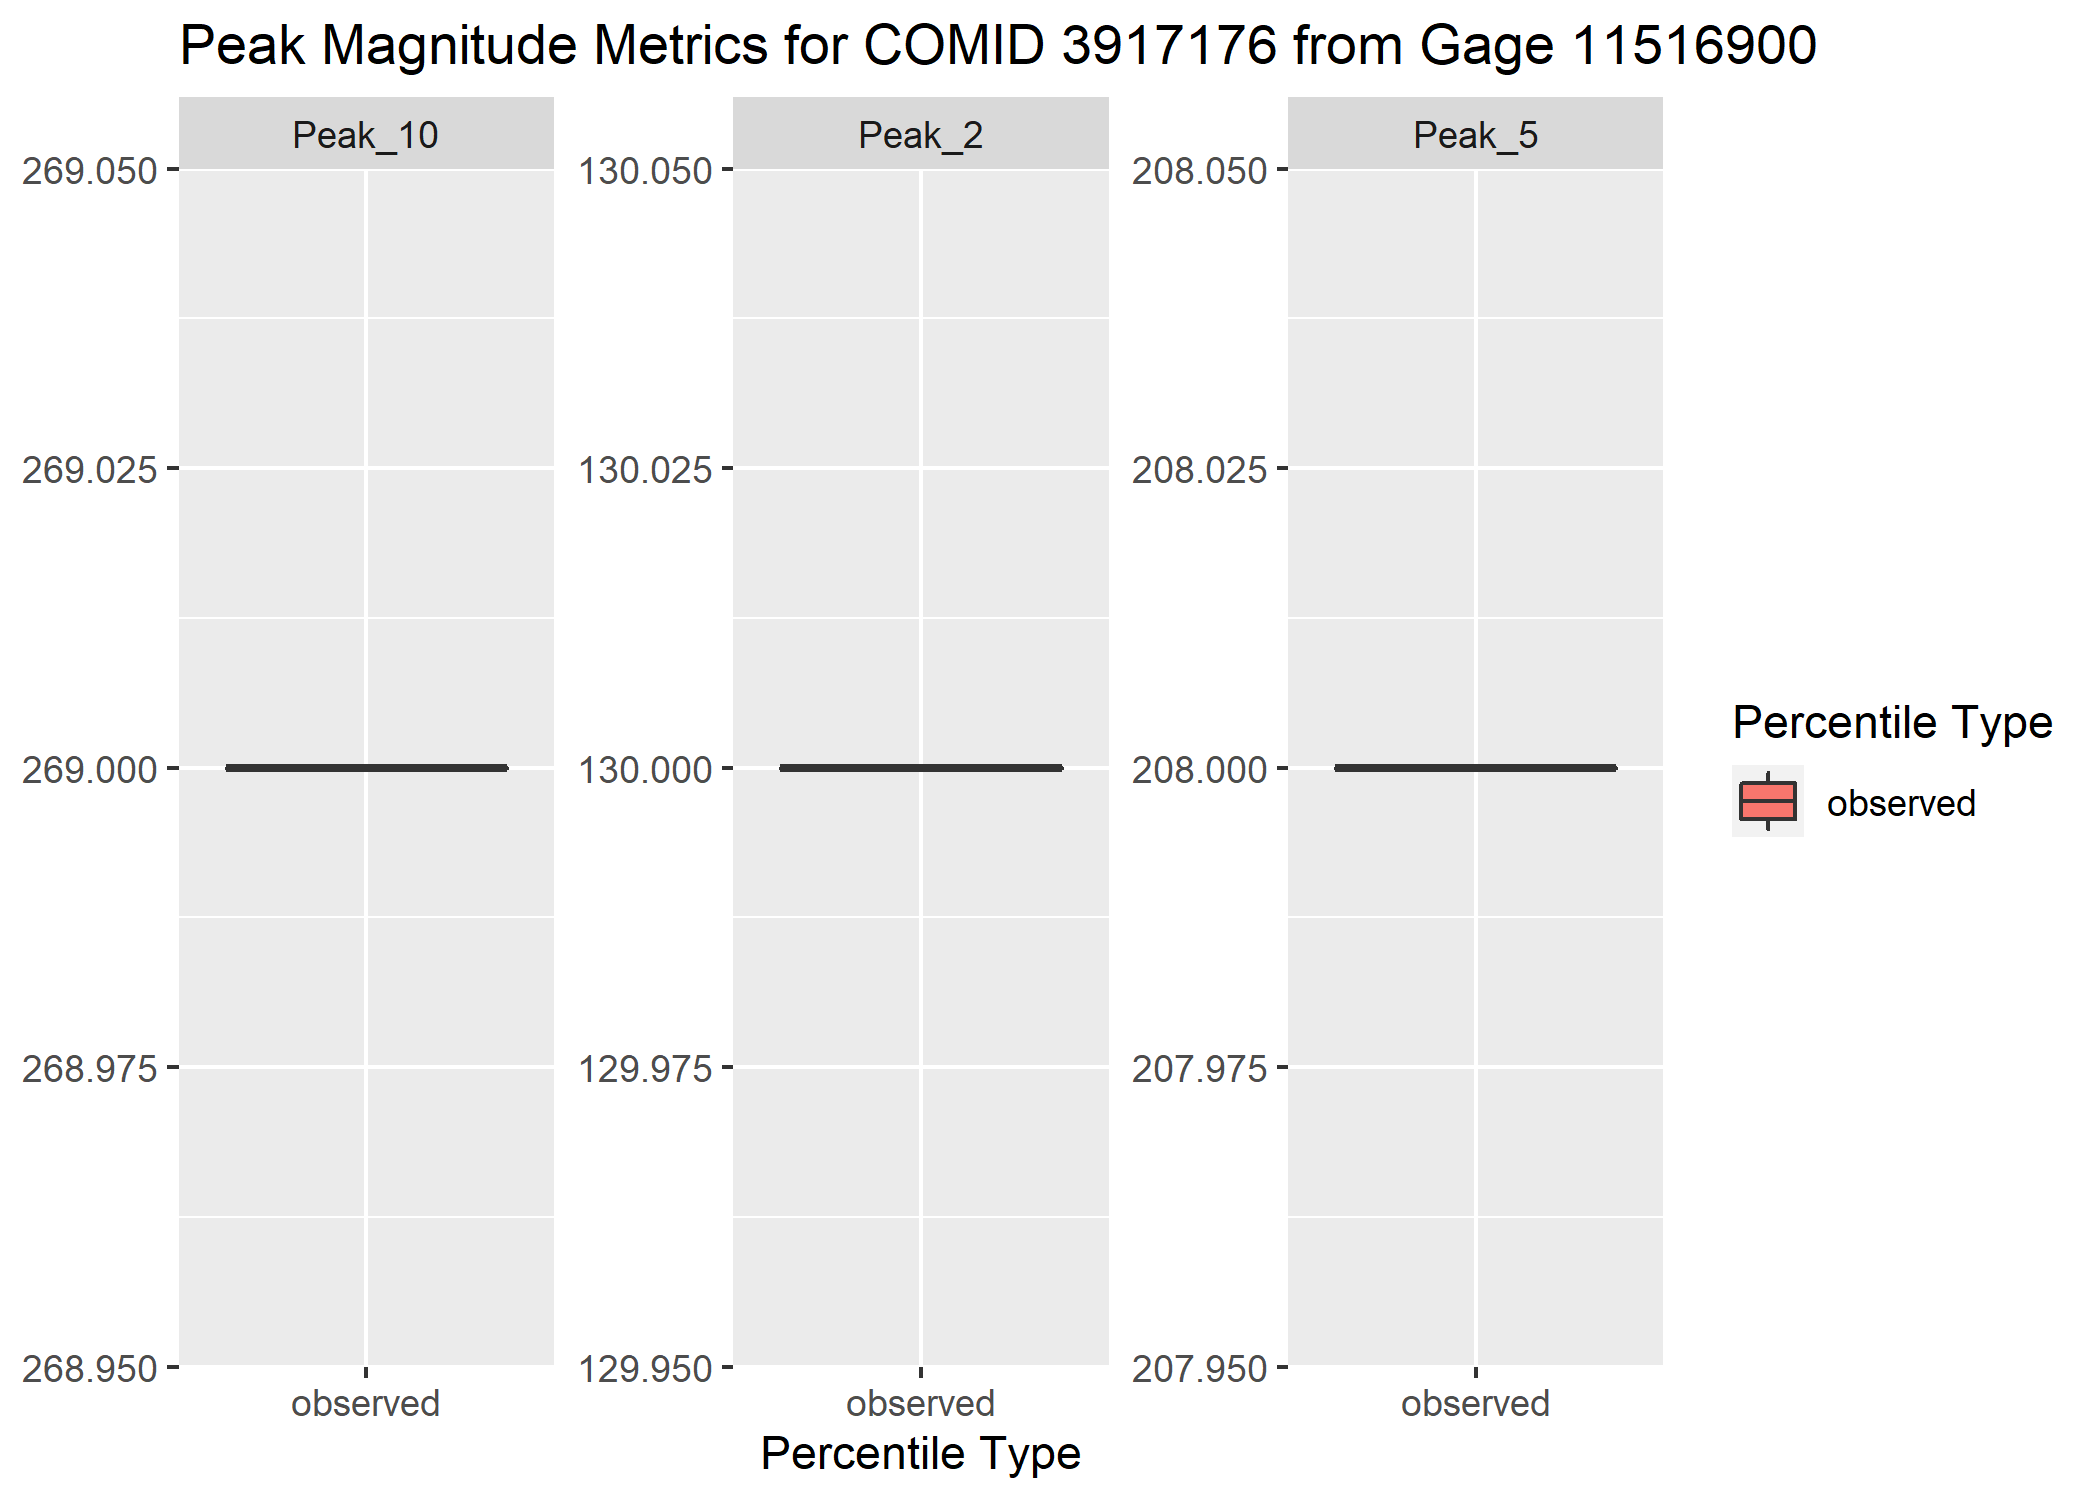 Peak Magnitude Metrics for COMID 3917176 from Gage 11516900
Peak_10
Peak_2
Peak_5
269.050
269.025
269.000
268.975
268.950
130.050
130.025
130.000
129.975
129.950
208.050
208.025
208.000
207.975
207.950
observed
observed
observed
Percentile Type
Percentile Type
observed